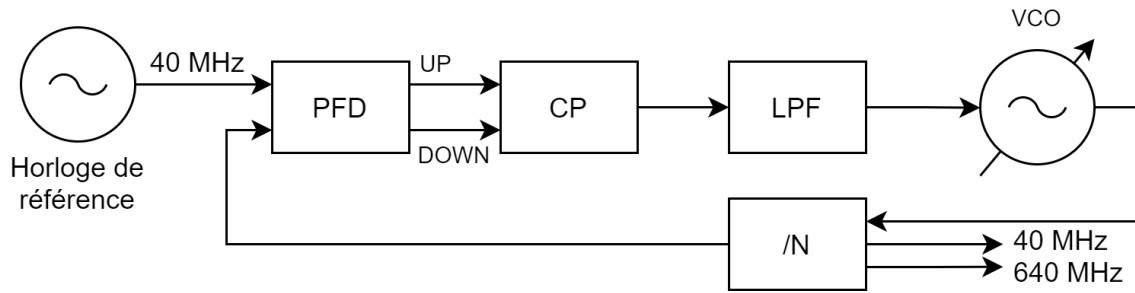 VCO
40 MHz
UP
PFD
CP
LPF
DOWN
Horloge de
référence
/N
40 MHz
640 MHz